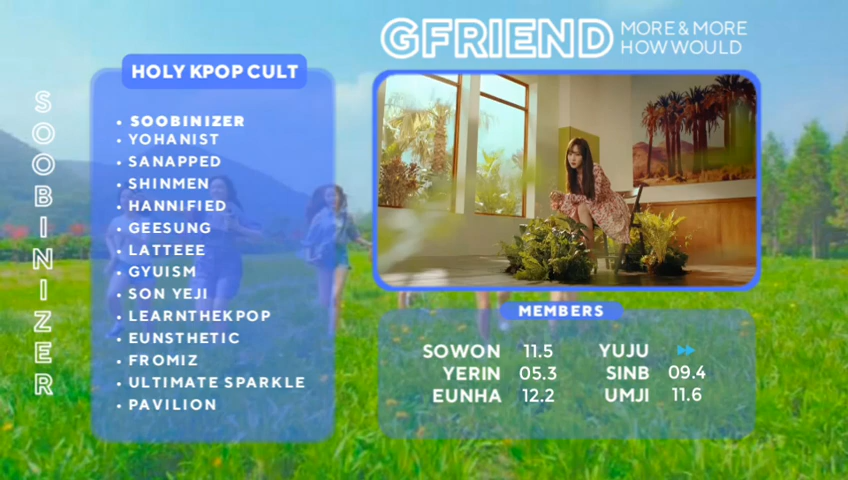 GFRIEND
MORE & MORE
HOW WOULD
SOOBINIZER
HOLY KPOP CULT
• SOOBINIZER
• YOHANIST
• SANAPPED
• SHINMEN
• HANNIFIED
• GEESUNG
• LATTEEE
• GYUISM
• SON YEJI
• LEARNTHEKPOP
• EUNSTHETIC
• FROMIZ
• ULTIMATE SPARKLE
• PAVILION
MEMBERS
SOWON 11.5 YUJU
YERIN 05.3 SINB 09.4
EUNHA 12.2 UMJI 11.6